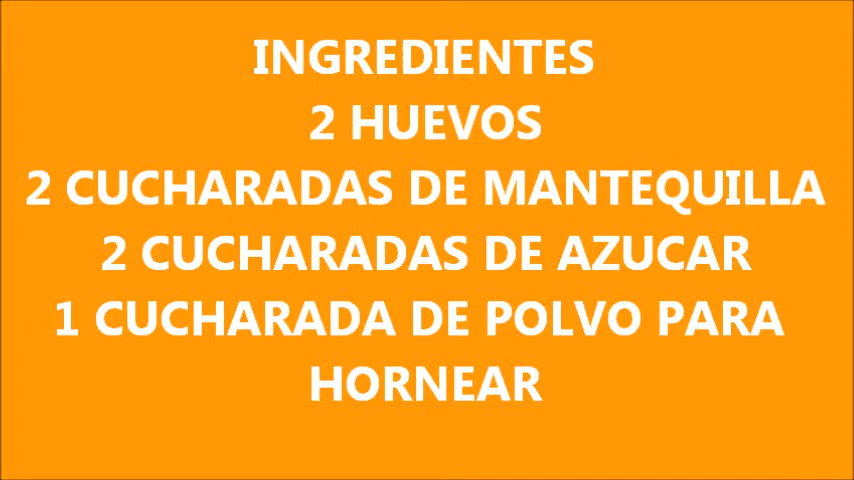 INGREDIENTES
2 HUEVOS
2 CUCHARADAS DE MANTEQUILLA
2 CUCHARADAS DE AZUCAR
1 CUCHARADA DE POLVO PARA
HORNEAR